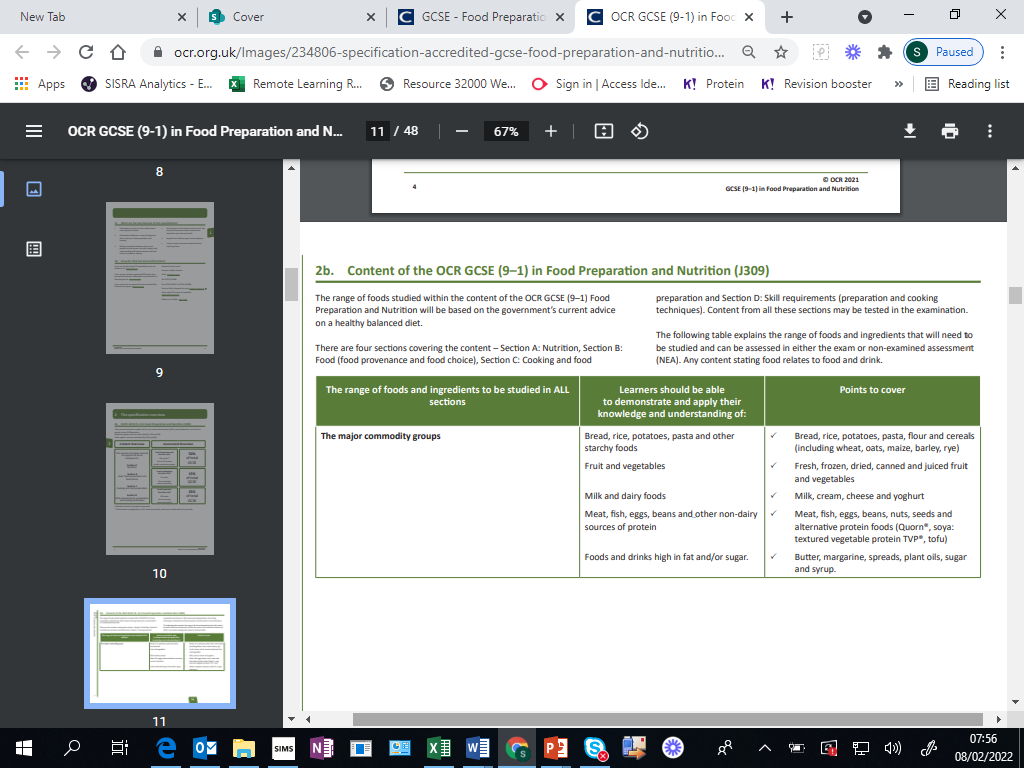 New Tab
Cover
GCSE - Food Preparatio
OCR GCSE (9-1) in Food
ocr.org.uk/Images/234806-specification-accredited-gcse-food-preparation-and-nutritio...
S
Paused
Apps
SISRA Analytics - E...
Remote Learning R...
Resource 32000 We...
Sign in | Access Ide...
K! Protein
K! Revision booster
»
Reading list
OCR GCSE (9-1) in Food Preparation and N...
11 / 48
67%
8
9
10
11
4
© OCR 2021
GCSE (9–1) in Food Preparation and Nutrition
2b. Content of the OCR GCSE (9–1) in Food Preparation and Nutrition (J309)
The range of foods studied within the content of the OCR GCSE (9–1) Food
Preparation and Nutrition will be based on the government's current advice
on a healthy balanced diet.
There are four sections covering the content – Section A: Nutrition, Section B:
Food (food provenance and food choice), Section C: Cooking and food
preparation and Section D: Skill requirements (preparation and cooking
techniques). Content from all these sections may be tested in the examination.
The following table explains the range of foods and ingredients that will need to
be studied and can be assessed in either the exam or non-examined assessment
(NEA). Any content stating food relates to food and drink.
The range of foods and ingredients to be studied in ALL
sections
Learners should be able
to demonstrate and apply their
knowledge and understanding of:
Points to cover
The major commodity groups
Bread, rice, potatoes, pasta and other
starchy foods
✓ Bread, rice, potatoes, pasta, flour and cereals
(including wheat, oats, maize, barley, rye)
Fruit and vegetables
✓ Fresh, frozen, dried, canned and juiced fruit
and vegetables
Milk and dairy foods
✓ Milk, cream, cheese and yoghurt
Meat, fish, eggs, beans and other non-dairy
sources of protein
✓ Meat, fish, eggs, beans, nuts, seeds and
alternative protein foods (Quorn®, soya:
textured vegetable protein TVP®, tofu)
Foods and drinks high in fat and/or sugar.
✓ Butter, margarine, spreads, plant oils, sugar
and syrup.
SIMS
07:56
08/02/2022